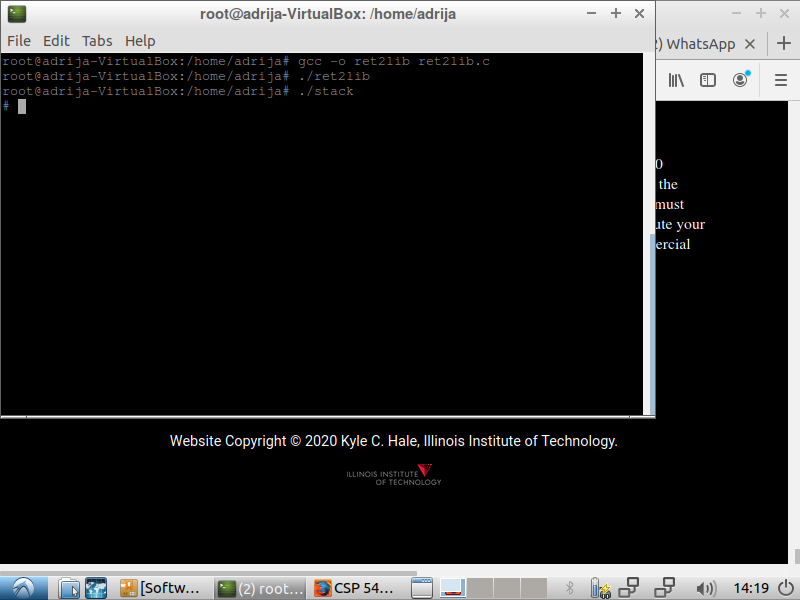 root@adrija-VirtualBox: /home/adrija
File Edit Tabs Help
) WhatsApp
root@adrija-VirtualBox:/home/adrija# gcc -o ret2lib ret2lib.c
root@adrija-VirtualBox:/home/adrija# ./ret2lib
root@adrija-VirtualBox:/home/adrija# ./stack
#
0
the
must
ute your
ercial
Website Copyright © 2020 Kyle C. Hale, Illinois Institute of Technology.
ILLINOIS INSTITUTE
OF TECHNOLOGY
[Softw...
(2) root...
CSP 54...
14:19